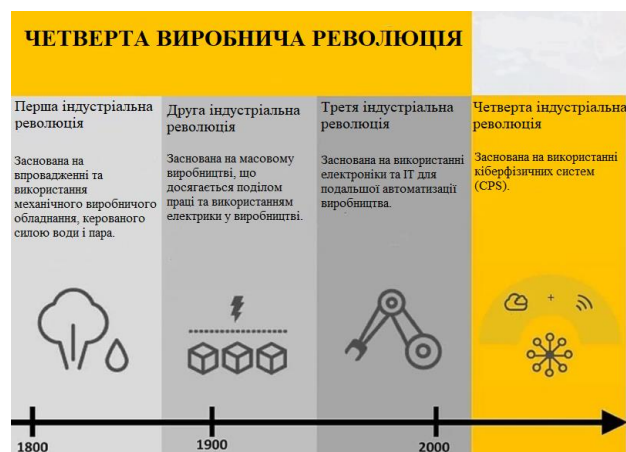 ЧЕТВЕРТА ВИРОБНИЧА РЕВОЛЮЦІЯ
Перша індустріальна
революція
Заснована на
впровадженні та
використання
механічного виробничого
обладнання, керованого
силою води і пара.
Друга індустріальна
революція
Заснована на масовому
виробництві, що
досягається поділом
праці та використанням
електрики у виробництві.
Третя індустріальна
революція
Заснована на використанні
електроніки та ІТ для
подальшої автоматизації
виробництва.
Четверта індустріальна
революція
Заснована на використанні
кіберфізичних систем
(CPS).
+
1800
1900
2000